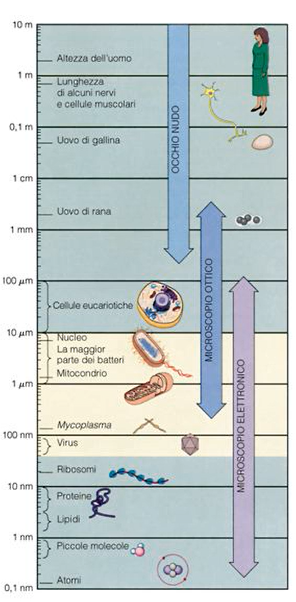 10 m
Altezza dell'uomo
1 m
Lunghezza
di alcuni nervi
e cellule muscolari
0,1 m
Uovo di gallina
1 cm
Uovo di rana
1 mm
100 μm
Cellule eucariotiche
10 μm
Nucleo
La maggior
parte dei batteri
Mitocondrio
1 μm
Mycoplasma
100 nm
Virus
Ribosomi
10 nm
Proteine
Lipidi
1 nm
Piccole molecole
Atomi
0,1 nm
OCCHIO NUDO
MICROSCOPIO OTTICO
MICROSCOPIO ELETTRONICO